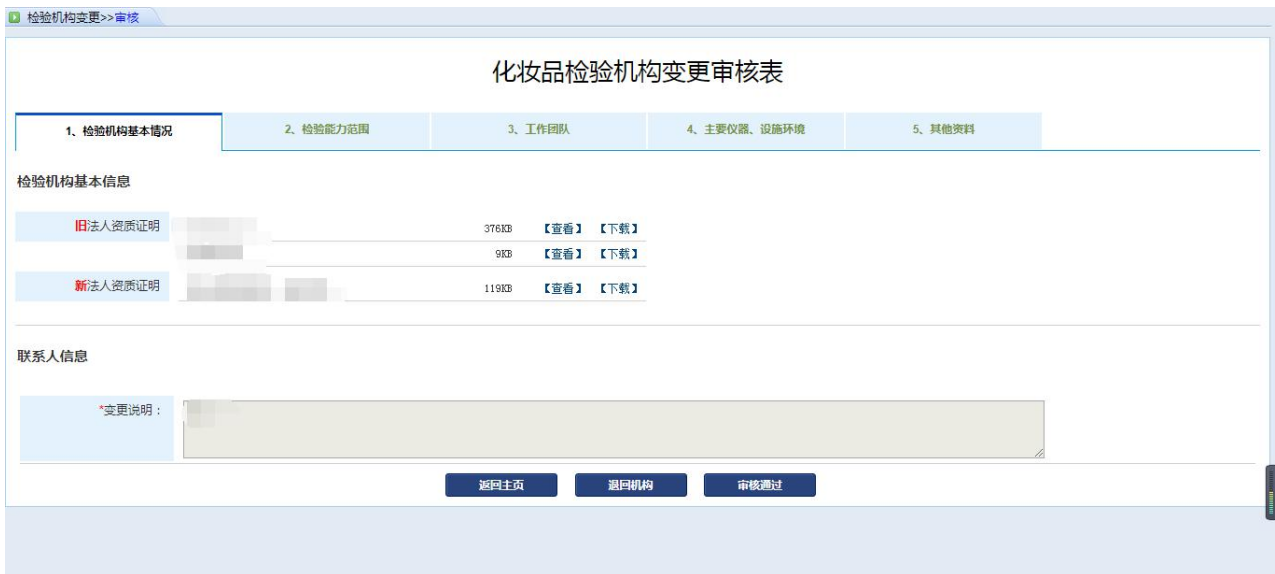 检验机构变更>>审核
化妆品检验机构变更审核表
1、检验机构基本情况 2、检验能力范围 3、工作团队 4、主要仪器、设施环境 5、其他资料
检验机构基本信息
旧法人资质证明 376KB 【查看】 【下载】
9KB 【查看】 【下载】
新法人资质证明 119KB 【查看】 【下载】
联系人信息
*变更说明：
返回主页 退回机构 审核通过